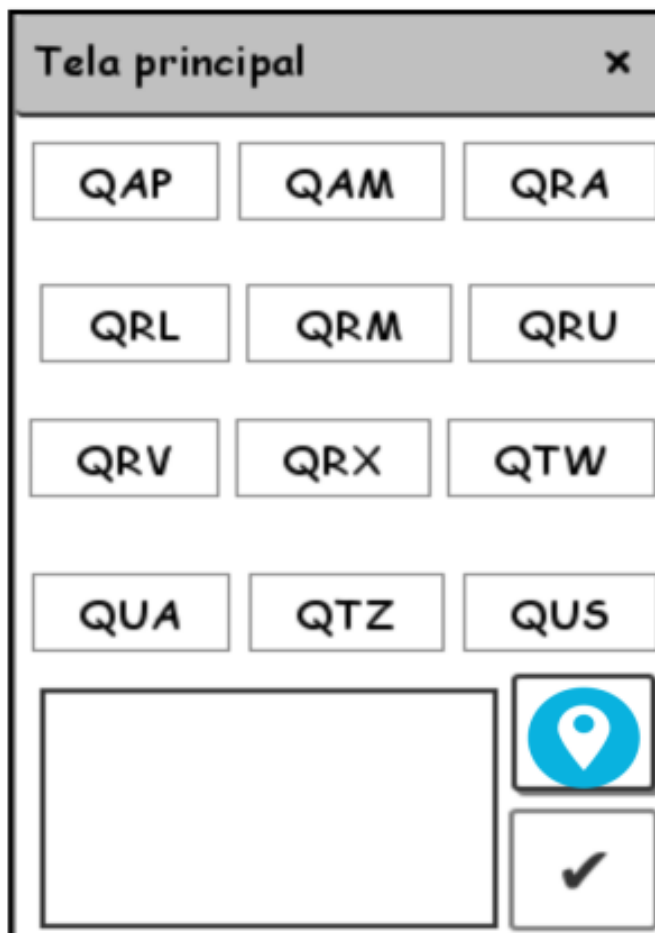 Tela principal ×
QAP QAM QRA
QRL QRM QRU
QRV QRX QTW
QUA QTZ QUS
✔